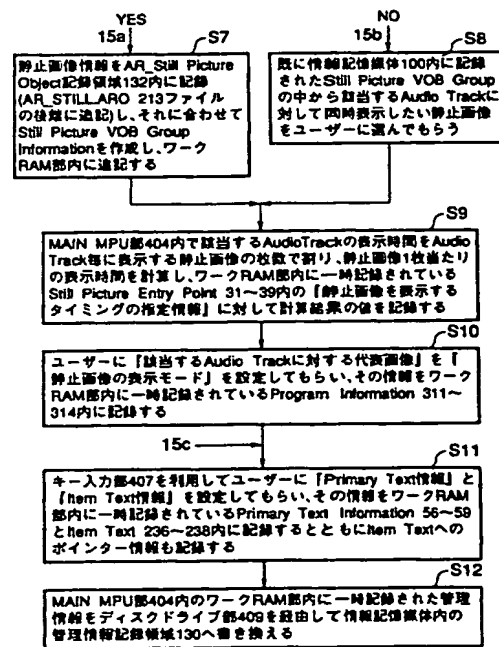 YES
15a
S7
静止画像情報をAR_Still Picture
Object記録領域132内に記録
(AR_STILL.ARO 213ファイル
の後継に追記)し、それに合わせて
Still Picture VOB Group
Informationを作成し、ワーク
RAM部内に追記する
NO
15b
S8
既に情報記憶媒体100内に記録
されたStill Picture VOB Group
の中から該当するAudio Trackに
対して同時表示したい静止画像
をユーザーに選んでもらう
S9
MAIN MPU部404内で該当するAudioTrackの表示時間をAudio
Track毎に表示する静止画像の枚数で割り、静止画像1枚当たり
の表示時間を計算し、ワークRAM部内に一時記録されている
Still Picture Entry Point 31~39内の『静止画像を表示する
タイミングの指定情報』に対して計算結果の値を記録する
S10
ユーザーに『該当するAudio Trackに対する代表画像』を『
静止画像の表示モード』を設定してもらい、その情報をワーク
RAM部内に一時記録されているProgram Information 311~
314内に記録する
15c
S11
キー入力部407を利用してユーザーに『Primary Text情報』と
『Item Text情報』を設定してもらい、その情報をワークRAM
部内に一時記録されているPrimary Text Information 56~59
とItem Text 236~238内に記録するとともにItem Textへの
ポインター情報も記録する
S12
MAIN MPU部404内のワークRAM部内に一時記録された管理
情報をディスクドライブ部409を経由して情報記憶媒体内の
管理情報記録領域130へ書き換える